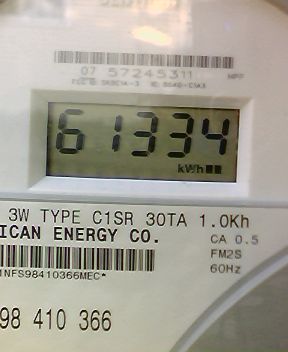 07 57245311
61334
kWh
3W TYPE C1SR 30TA 1.0Kh
ICAN ENERGY CO.
CA 0.5
FM2S
60Hz
1NFS98410366MEC*
98 410 366